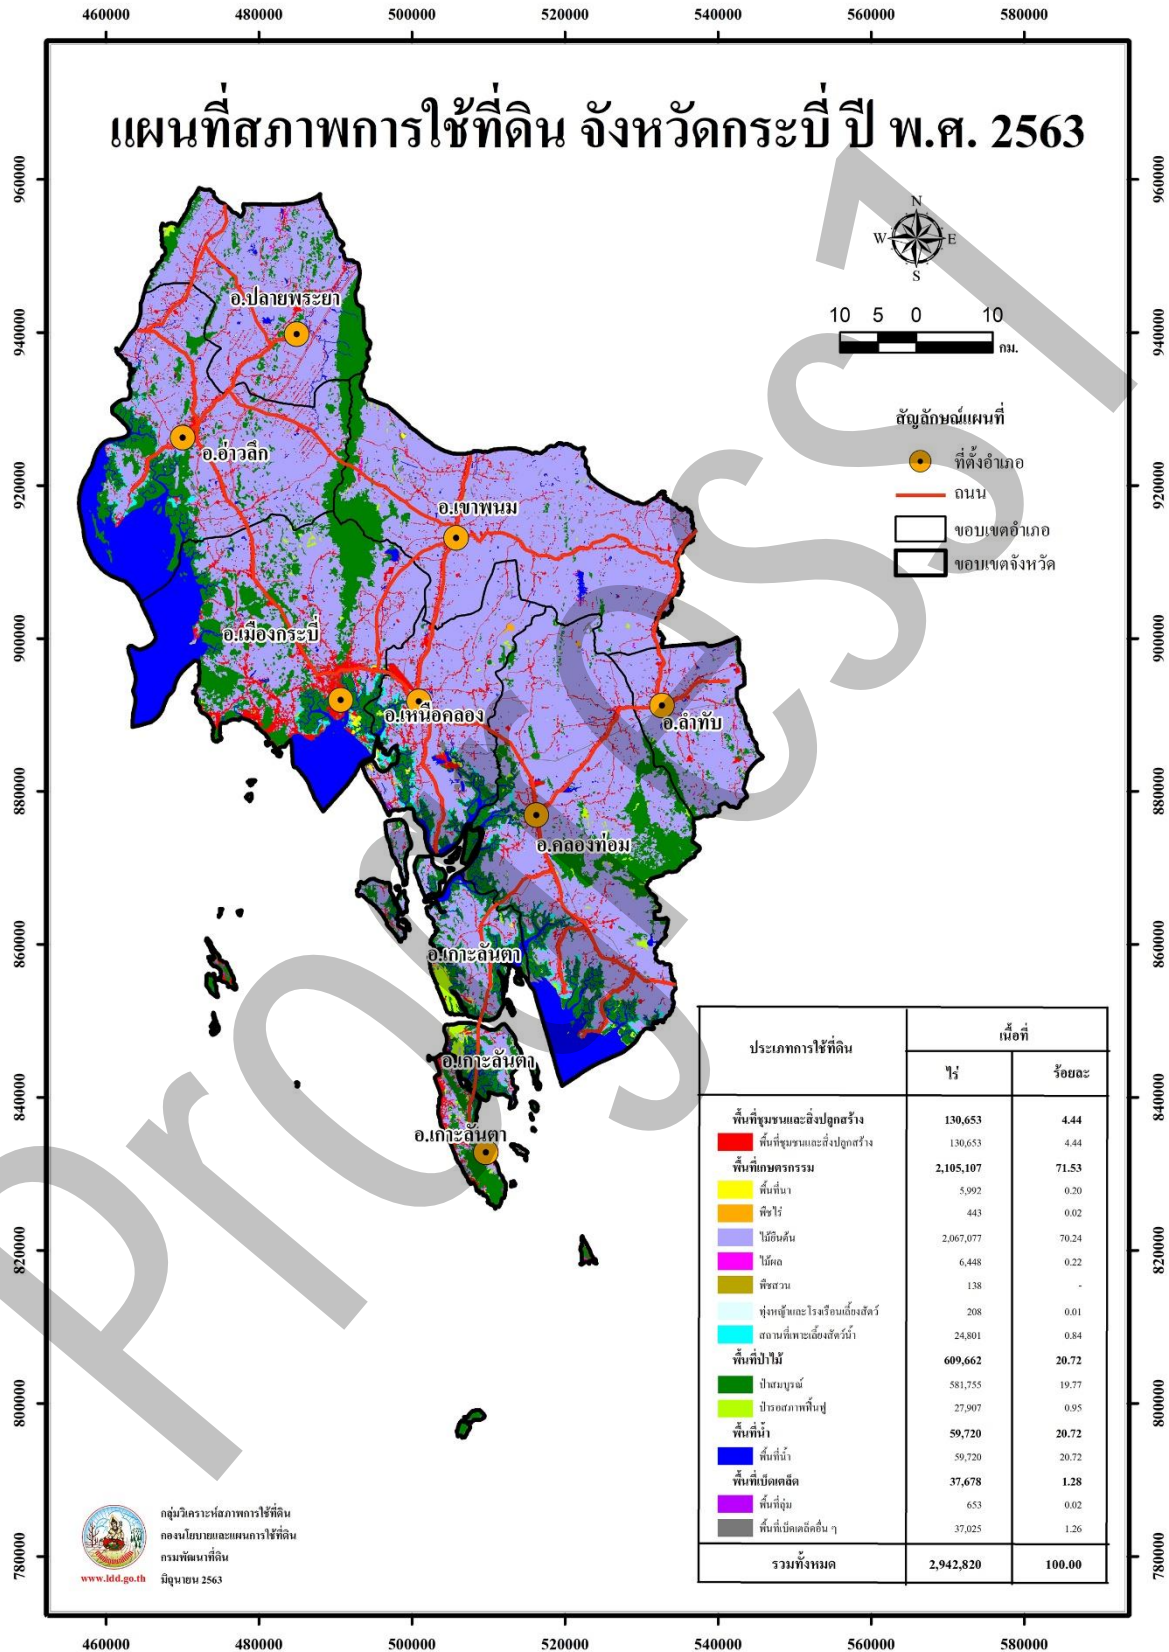 460000 480000 500000 520000 540000 560000 580000
แผนที่สภาพการใช้ที่ดิน จังหวัดกระบี่ ปี พ.ศ. 2563
960000 960000
N
W E
S
10 5 0 10
กม.
940000 940000
สัญลักษณ์แผนที่
ที่ตั้งอำเภอ
ถนน
ขอบเขตอำเภอ
ขอบเขตจังหวัด
อ.ปลายพระยา
อ.อ่าวลึก
920000 920000
อ.เขาพนม
900000 900000
อ.เมืองกระบี่
อ.เหนือคลอง
อ.ลำทับ
880000 880000
อ.คลองท่อม
860000 860000
อ.เกาะลันตา
อ.เกาะลันตา
อ.เกาะลันตา
840000 840000
820000 820000
800000 800000
780000 780000
Process1
ประเภทการใช้ที่ดิน เนื้อที่
ไร่ ร้อยละ
พื้นที่ชุมชนและสิ่งปลูกสร้าง 130,653 4.44
พื้นที่ชุมชนและสิ่งปลูกสร้าง 130,653 4.44
พื้นที่เกษตรกรรม 2,105,107 71.53
พื้นที่นา 5,992 0.20
พืชไร่ 443 0.02
ไม้ยืนต้น 2,067,077 70.24
ไม้ผล 6,448 0.22
พืชสวน 138 -
ทุ่งหญ้าและโรงเรือนเลี้ยงสัตว์ 208 0.01
สถานที่เพาะเลี้ยงสัตว์น้ำ 24,801 0.84
พื้นที่ป่าไม้ 609,662 20.72
ป่าสมบูรณ์ 581,755 19.77
ป่ารอสภาพฟื้นฟู 27,907 0.95
พื้นที่น้ำ 59,720 20.72
พื้นที่น้ำ 59,720 20.72
พื้นที่เบ็ดเตล็ด 37,678 1.28
พื้นที่ลุ่ม 653 0.02
พื้นที่เบ็ดเตล็ดอื่น ๆ 37,025 1.26
รวมทั้งหมด 2,942,820 100.00
กลุ่มวิเคราะห์สภาพการใช้ที่ดิน
กองนโยบายและแผนการใช้ที่ดิน
กรมพัฒนาที่ดิน
www.ldd.go.th มิถุนายน 2563
460000 480000 500000 520000 540000 560000 580000